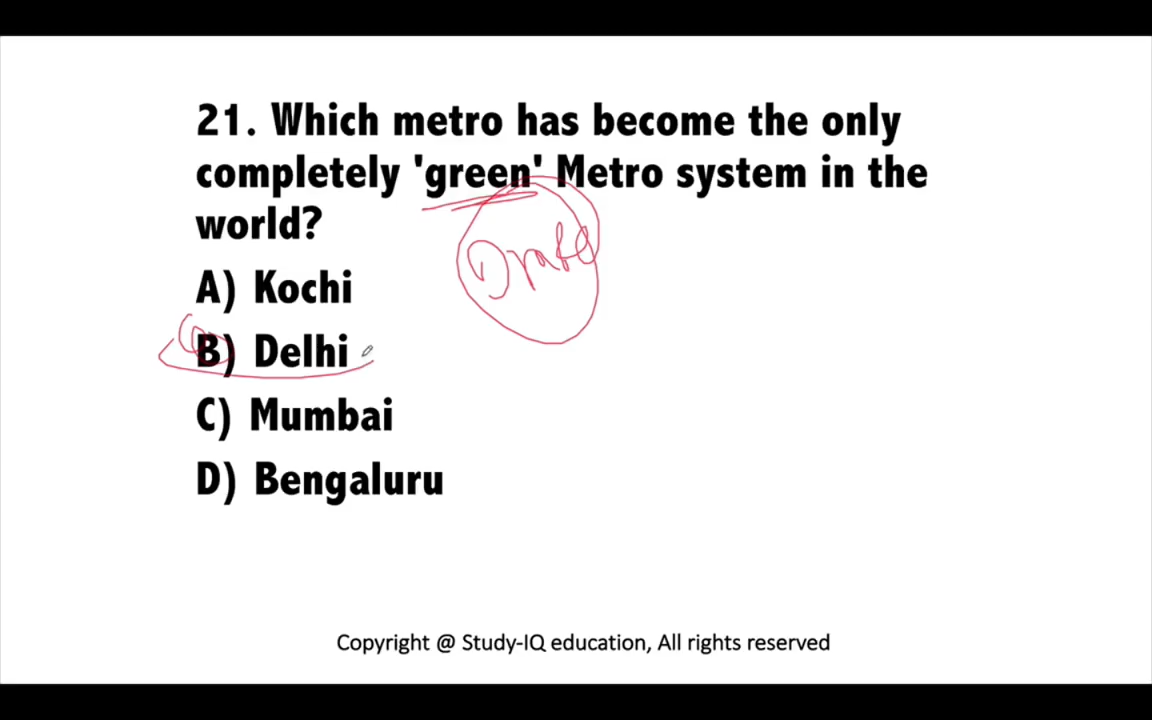 21. Which metro has become the only
completely 'green' Metro system in the
world?
A) Kochi
B) Delhi
C) Mumbai
D) Bengaluru
Copyright @ Study-IQ education, All rights reserved